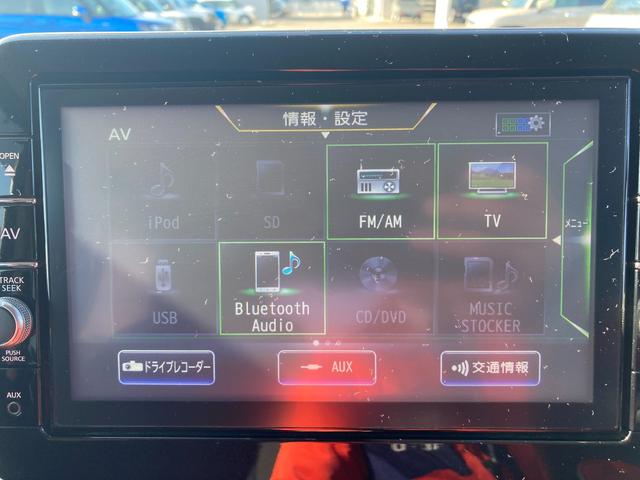 情報・設定
AV
iPod
SD
FM/AM
TV
メニュー
USB
Bluetooth
Audio
CD/DVD
MUSIC
STOCKER
ドライブレコーダー
AUX
交通情報
OPEN
AV
TRACK
SEEK
PUSH
SOURCE
AUX